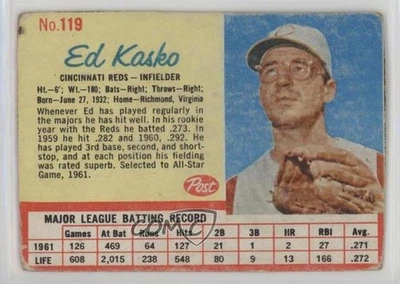 No.119
Ed Kasko
CINCINNATI REDS — INFIELDER
Ht.—6'; Wt.—180; Bats—Right; Throws—Right;
Born—June 27, 1932; Home—Richmond, Virginia
Whenever Ed has played regularly in
the majors he has hit well. In his rookie
year with the Reds he batted .273. In
1959 he hit .282 and 1960, .292. He
has played 3rd base, second, and short-
stop, and at each position his fielding
was rated superb. Selected to All-Star
Game, 1961.
Post
MAJOR LEAGUE BATTING RECORD
Games At Bat Runs Hits 2B 3B HR RBI Avg.
1961 126 469 64 127 21 1 2 27 .271
LIFE 608 2,015 238 548 80 9 13 166 .272